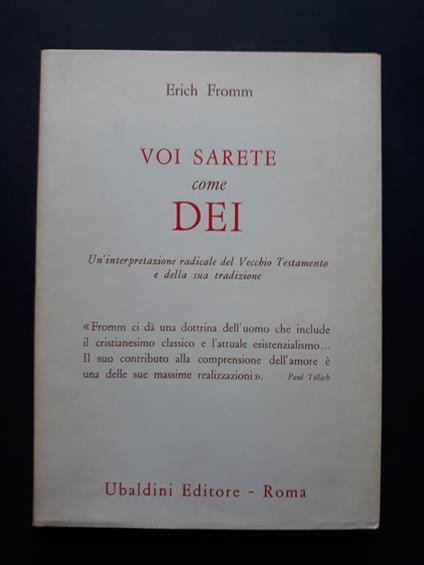 Erich Fromm
VOI SARETE
come
DEI
Un'interpretazione radicale del Vecchio Testamento
e della sua tradizione
«Fromm ci dà una dottrina dell'uomo che include
il cristianesimo classico e l'attuale esistenzialismo...
Il suo contributo alla comprensione dell'amore è
una delle sue massime realizzazioni». Paul Tillich
Ubaldini Editore - Roma